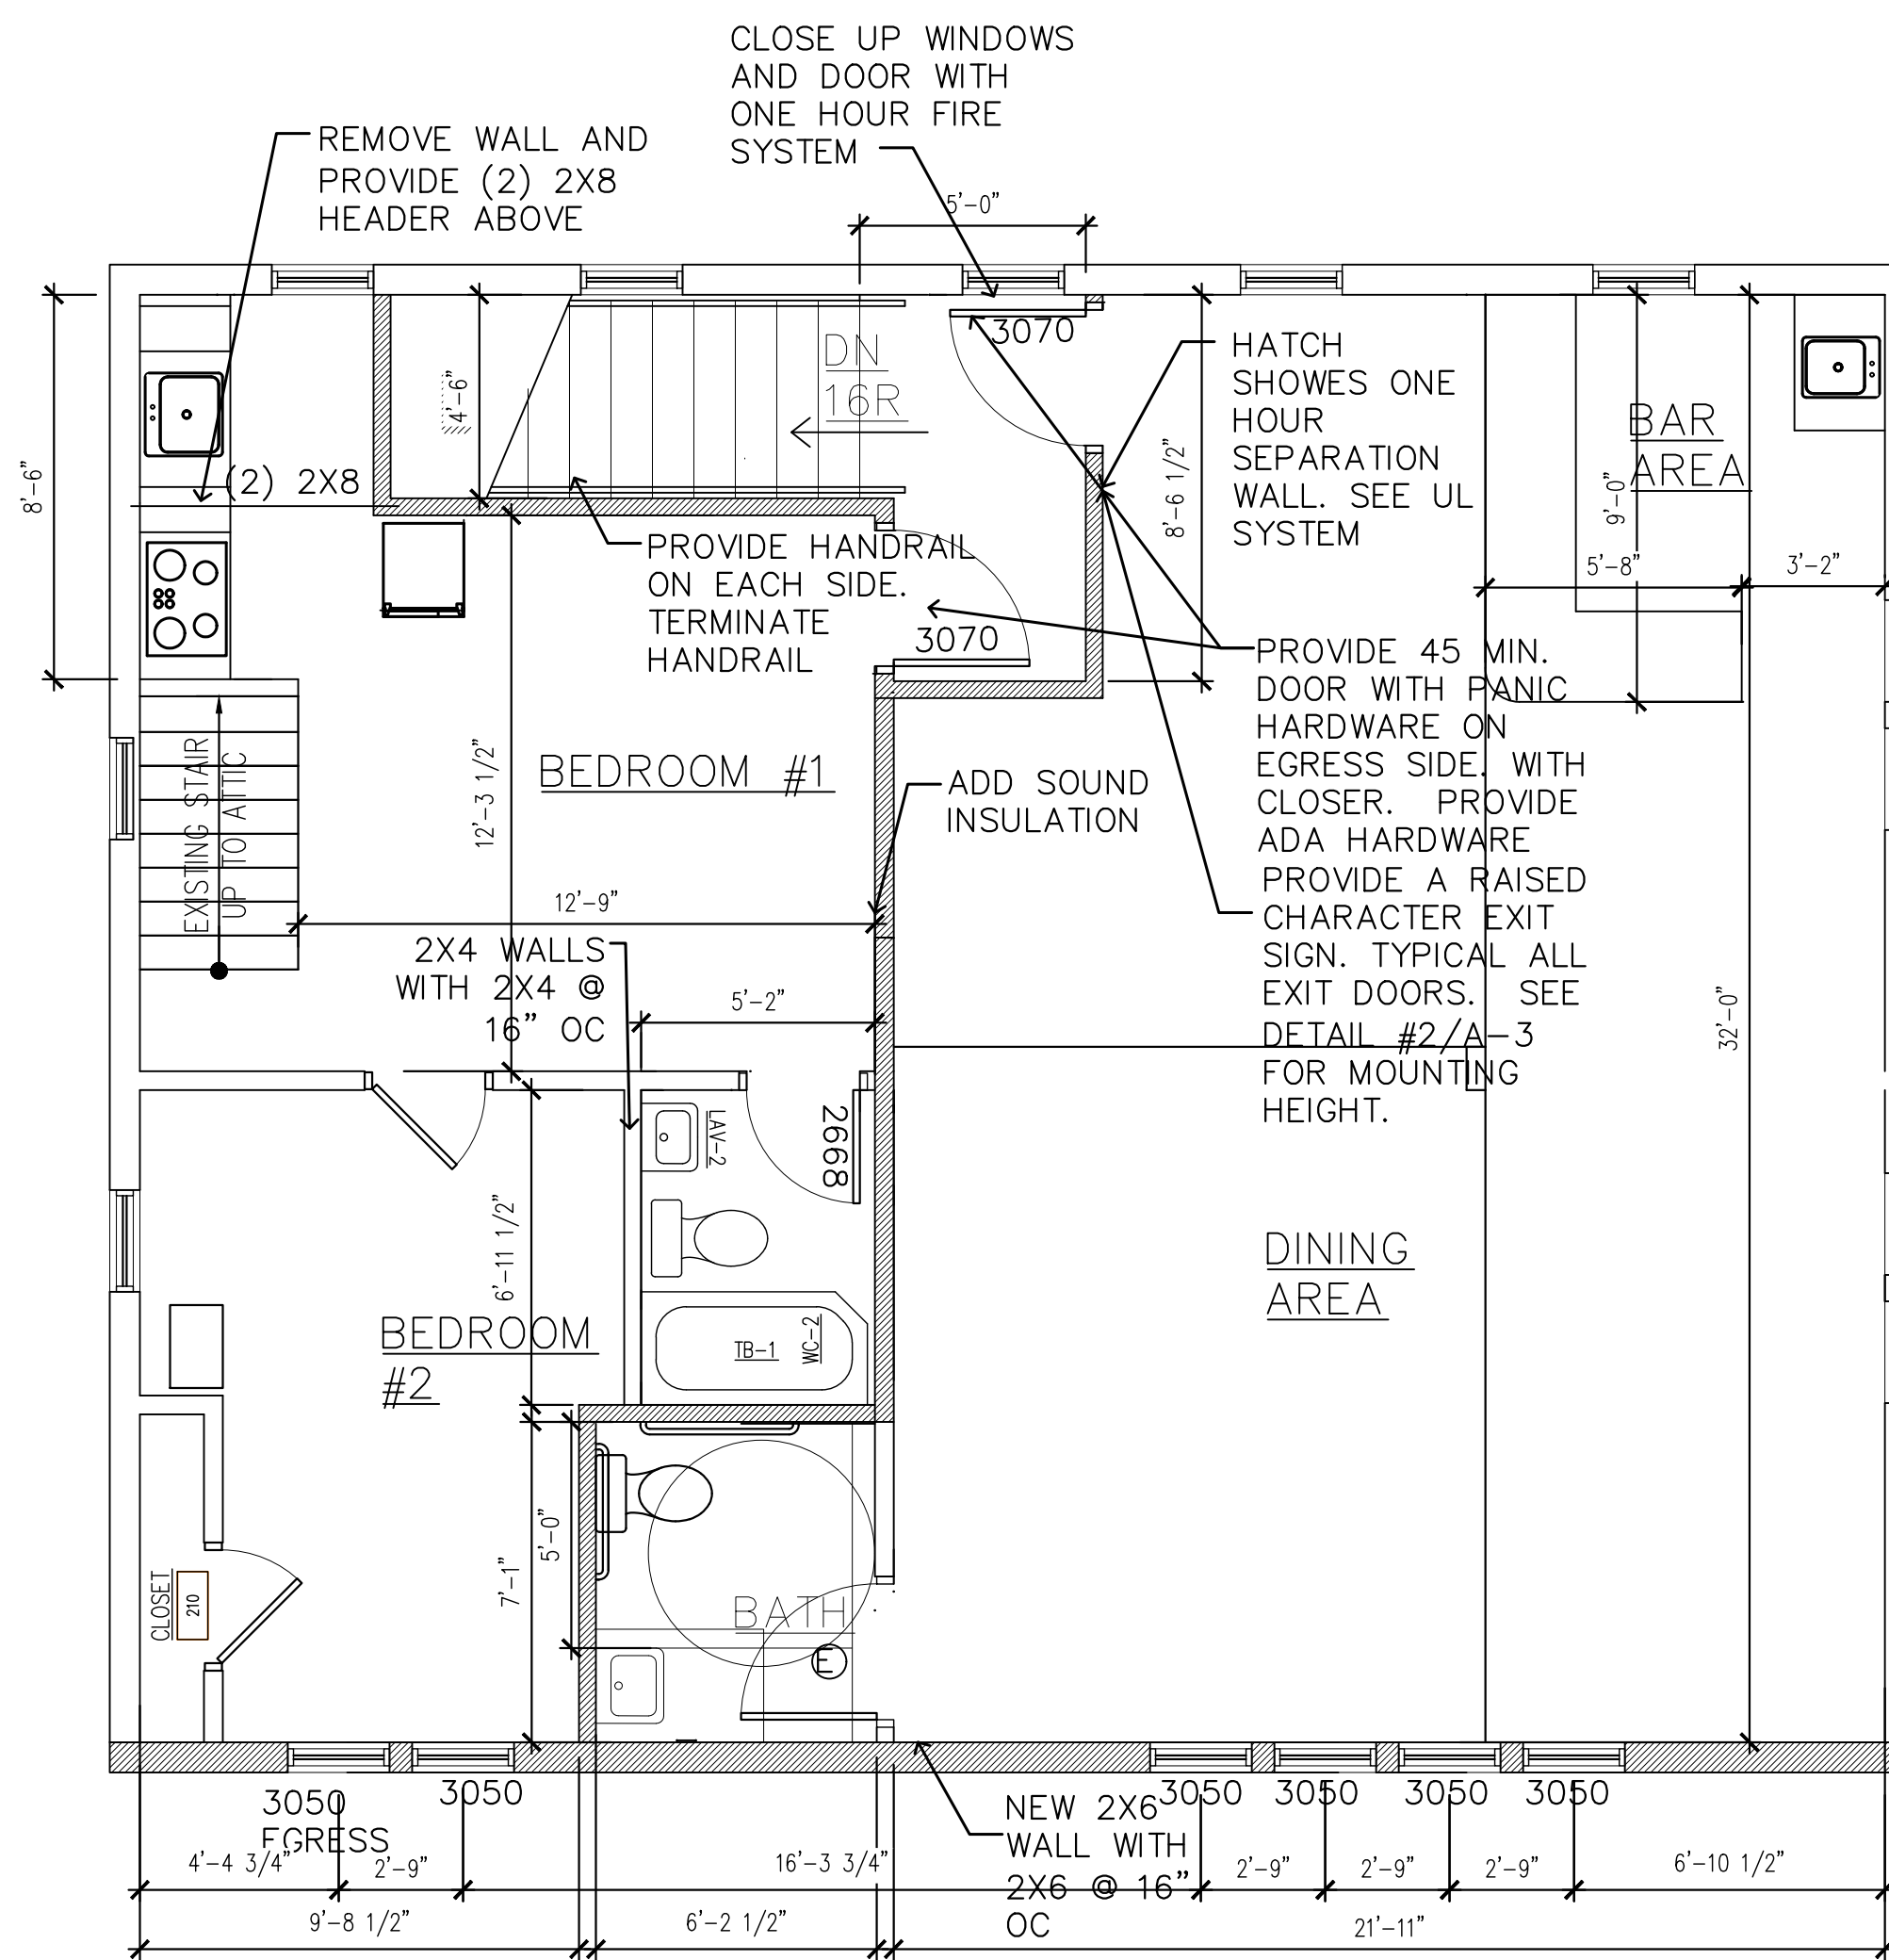 CLOSE UP WINDOWS
AND DOOR WITH
ONE HOUR FIRE
SYSTEM
REMOVE WALL AND
PROVIDE (2) 2X8
HEADER ABOVE
5'-0"
3070
DN
16R
4'-6"
8'-6"
(2) 2X8
HATCH
SHOWES ONE
HOUR
SEPARATION
WALL. SEE UL
SYSTEM
8'-6 1/2"
BAR
AREA
9'-0"
5'-8"
3'-2"
PROVIDE HANDRAIL
ON EACH SIDE.
TERMINATE
HANDRAIL
3070
PROVIDE 45 MIN.
DOOR WITH PANIC
HARDWARE ON
EGRESS SIDE. WITH
CLOSER. PROVIDE
ADA HARDWARE
PROVIDE A RAISED
CHARACTER EXIT
SIGN. TYPICAL ALL
EXIT DOORS. SEE
DETAIL #2/A-3
FOR MOUNTING
HEIGHT.
EXISTING STAIR
UP TO ATTIC
12'-3 1/2"
BEDROOM #1
ADD SOUND
INSULATION
12'-9"
2X4 WALLS
WITH 2X4 @
16" OC
5'-2"
32'-0"
LAV-2
2668
6'-11 1/2"
DINING
AREA
BEDROOM
#2
TB-1
WC-2
5'-0"
7'-1"
CLOSET
210
BATH
E
3050
EGRESS
3050
NEW 2X6
WALL WITH
2X6 @ 16"
OC
3050
3050
3050
3050
4'-4 3/4"
2'-9"
16'-3 3/4"
2'-9"
2'-9"
2'-9"
6'-10 1/2"
9'-8 1/2"
6'-2 1/2"
21'-11"